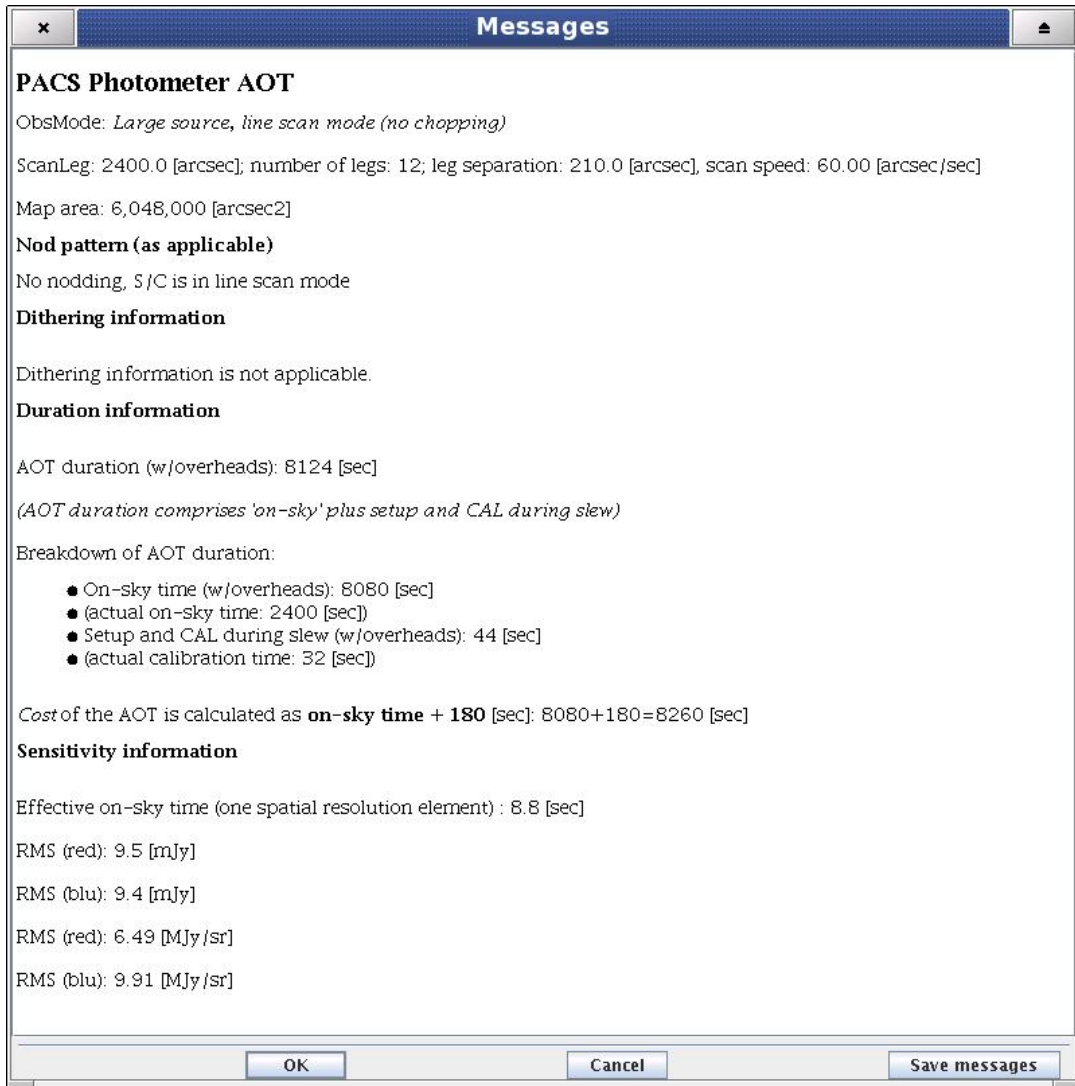 Messages
PACS Photometer AOT
ObsMode: Large source, line scan mode (no chopping)
ScanLeg: 2400.0 [arcsec]; number of legs: 12; leg separation: 210.0 [arcsec], scan speed: 60.00 [arcsec/sec]
Map area: 6,048,000 [arcsec2]
Nod pattern (as applicable)
No nodding, S/C is in line scan mode
Dithering information
Dithering information is not applicable.
Duration information
AOT duration (w/overheads): 8124 [sec]
(AOT duration comprises 'on-sky' plus setup and CAL during slew)
Breakdown of AOT duration:
● On-sky time (w/overheads): 8080 [sec]
● (actual on-sky time: 2400 [sec])
● Setup and CAL during slew (w/overheads): 44 [sec]
● (actual calibration time: 32 [sec])
Cost of the AOT is calculated as on-sky time + 180 [sec]: 8080+180=8260 [sec]
Sensitivity information
Effective on-sky time (one spatial resolution element) : 8.8 [sec]
RMS (red): 9.5 [mJy]
RMS (blu): 9.4 [mJy]
RMS (red): 6.49 [MJy/sr]
RMS (blu): 9.91 [MJy/sr]
OK Cancel Save messages